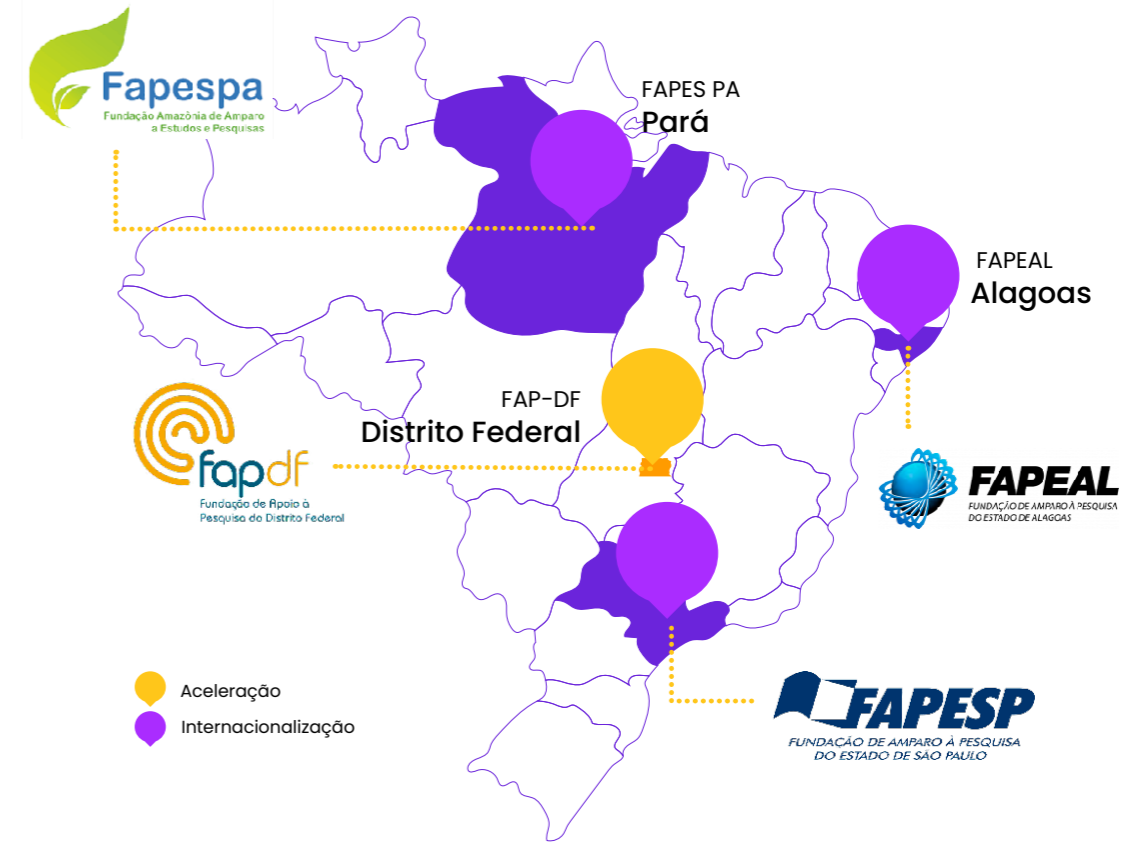 Fapespa
Fundação Amazônia de Amparo
a Estudos e Pesquisas
FAPES PA
Pará
FAPEAL
Alagoas
FAP-DF
Distrito Federal
fapdf
Fundação de Apoio à
Pesquisa do Distrito Federal
FAPEAL
FUNDAÇÃO DE AMPARO À PESQUISA
DO ESTADO DE ALAGOAS
Aceleração
Internacionalização
FAPESP
FUNDAÇÃO DE AMPARO À PESQUISA
DO ESTADO DE SÃO PAULO